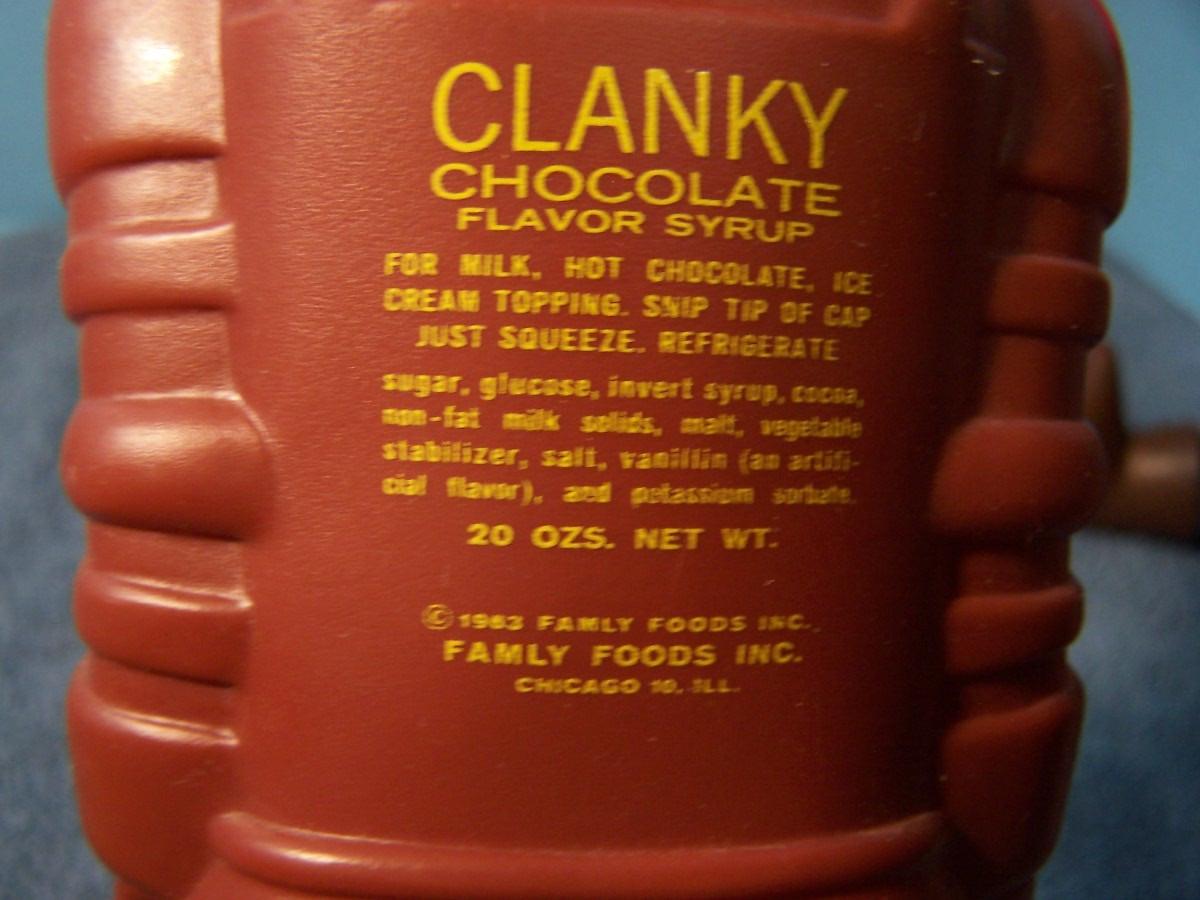 CLANKY
CHOCOLATE
FLAVOR SYRUP
FOR MILK, HOT CHOCOLATE, ICE
CREAM TOPPING. SNIP TIP OF CAP
JUST SQUEEZE. REFRIGERATE
sugar, glucose, invert syrup, cocoa,
non-fat milk solids, malt, vegetable
stabilizer, salt, vanillin (an artifi-
cial flavor), and potassium sorbate.
20 OZS. NET WT.
© 1963 FAMLY FOODS INC.
FAMLY FOODS INC.
CHICAGO 10, ILL.